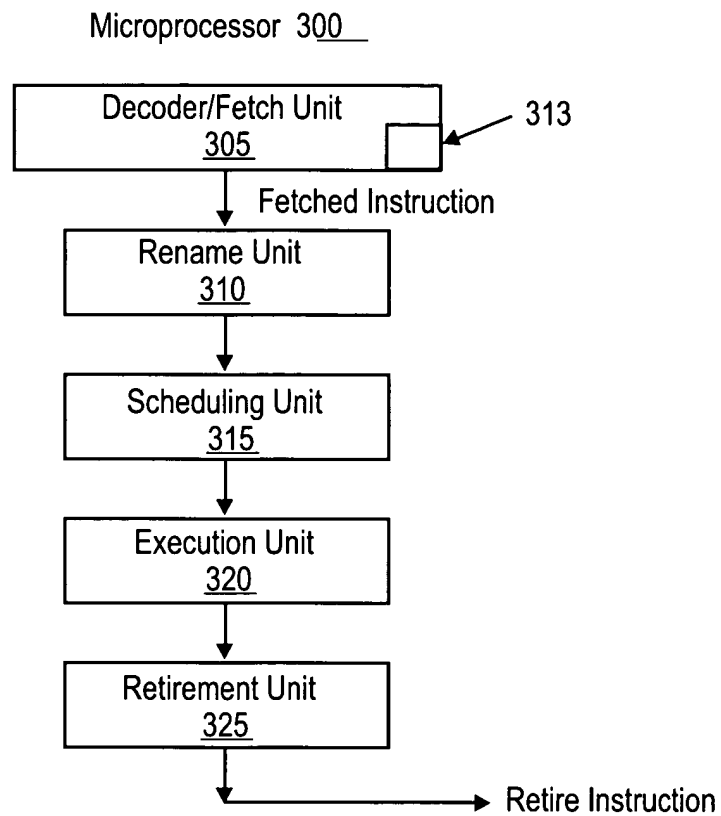 Microprocessor 300
Decoder/Fetch Unit
305
313
Fetched Instruction
Rename Unit
310
Scheduling Unit
315
Execution Unit
320
Retirement Unit
325
Retire Instruction